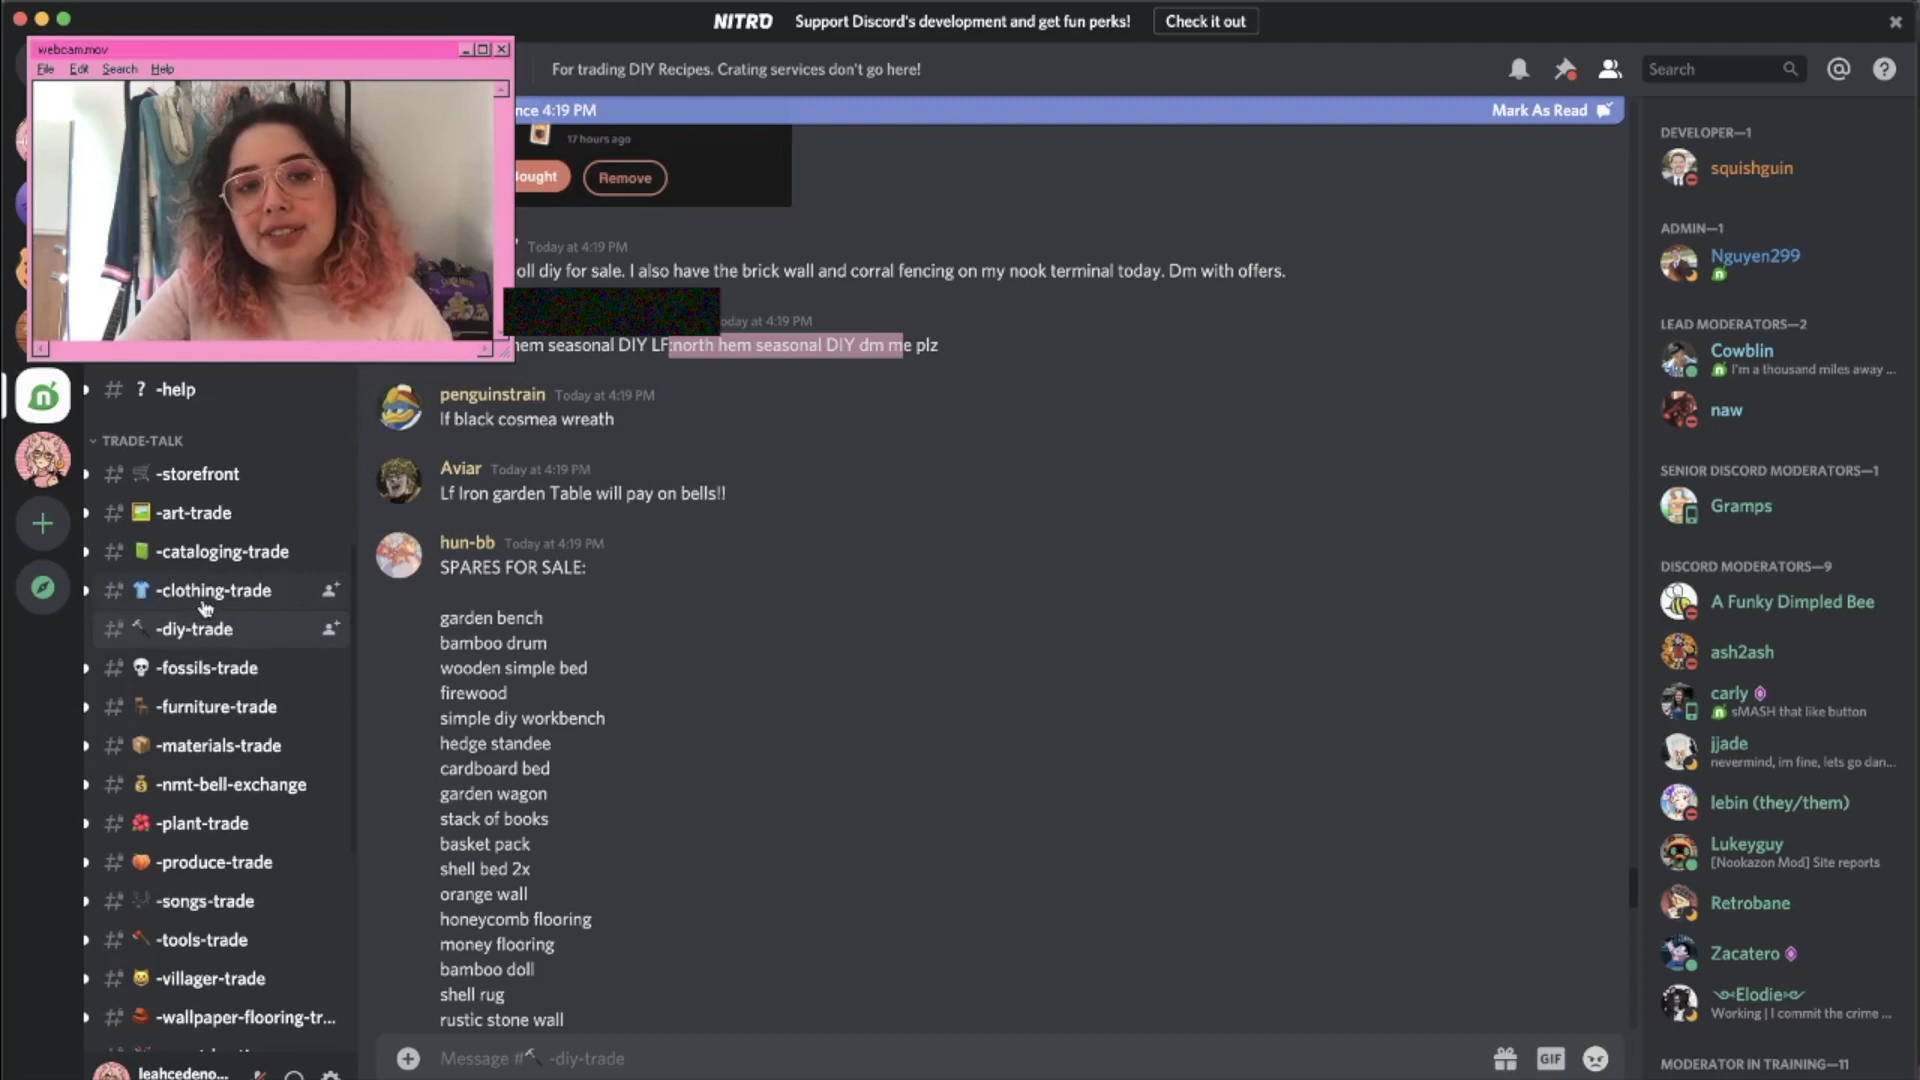 NITRO Support Discord's development and get fun perks! Check it out
webcam.mov
File Edit Search Help
For trading DIY Recipes. Crating services don't go here!
Search
nce 4:19 PM
Mark As Read
17 hours ago
ought
Remove
Today at 4:19 PM
oll diy for sale. I also have the brick wall and corral fencing on my nook terminal today. Dm with offers.
oday at 4:19 PM
hem seasonal DIY LF:north hem seasonal DIY dm me plz
penguinstrain Today at 4:19 PM
lf black cosmea wreath
Aviar Today at 4:19 PM
Lf Iron garden Table will pay on bells!!
hun-bb Today at 4:19 PM
SPARES FOR SALE:
garden bench
bamboo drum
wooden simple bed
firewood
simple diy workbench
hedge standee
cardboard bed
garden wagon
stack of books
basket pack
shell bed 2x
orange wall
honeycomb flooring
money flooring
bamboo doll
shell rug
rustic stone wall
Message # -diy-trade
GIF
# ? -help
TRADE-TALK
# -storefront
# -art-trade
# -cataloging-trade
# -clothing-trade
# -diy-trade
# -fossils-trade
# -furniture-trade
# -materials-trade
# -nmt-bell-exchange
# -plant-trade
# -produce-trade
# -songs-trade
# -tools-trade
# -villager-trade
# -wallpaper-flooring-tr...
leahcedeno...
DEVELOPER—1
squishguin
ADMIN—1
Nguyen299
LEAD MODERATORS—2
Cowblin
I'm a thousand miles away ...
naw
SENIOR DISCORD MODERATORS—1
Gramps
DISCORD MODERATORS—9
A Funky Dimpled Bee
ash2ash
carly
sMASH that like button
jjade
nevermind, im fine, lets go dan...
lebin (they/them)
Lukeyguy
[Nookazon Mod] Site reports
Retrobane
Zacatero
Elodie
Working | I commit the crime ...
MODERATOR IN TRAINING—11